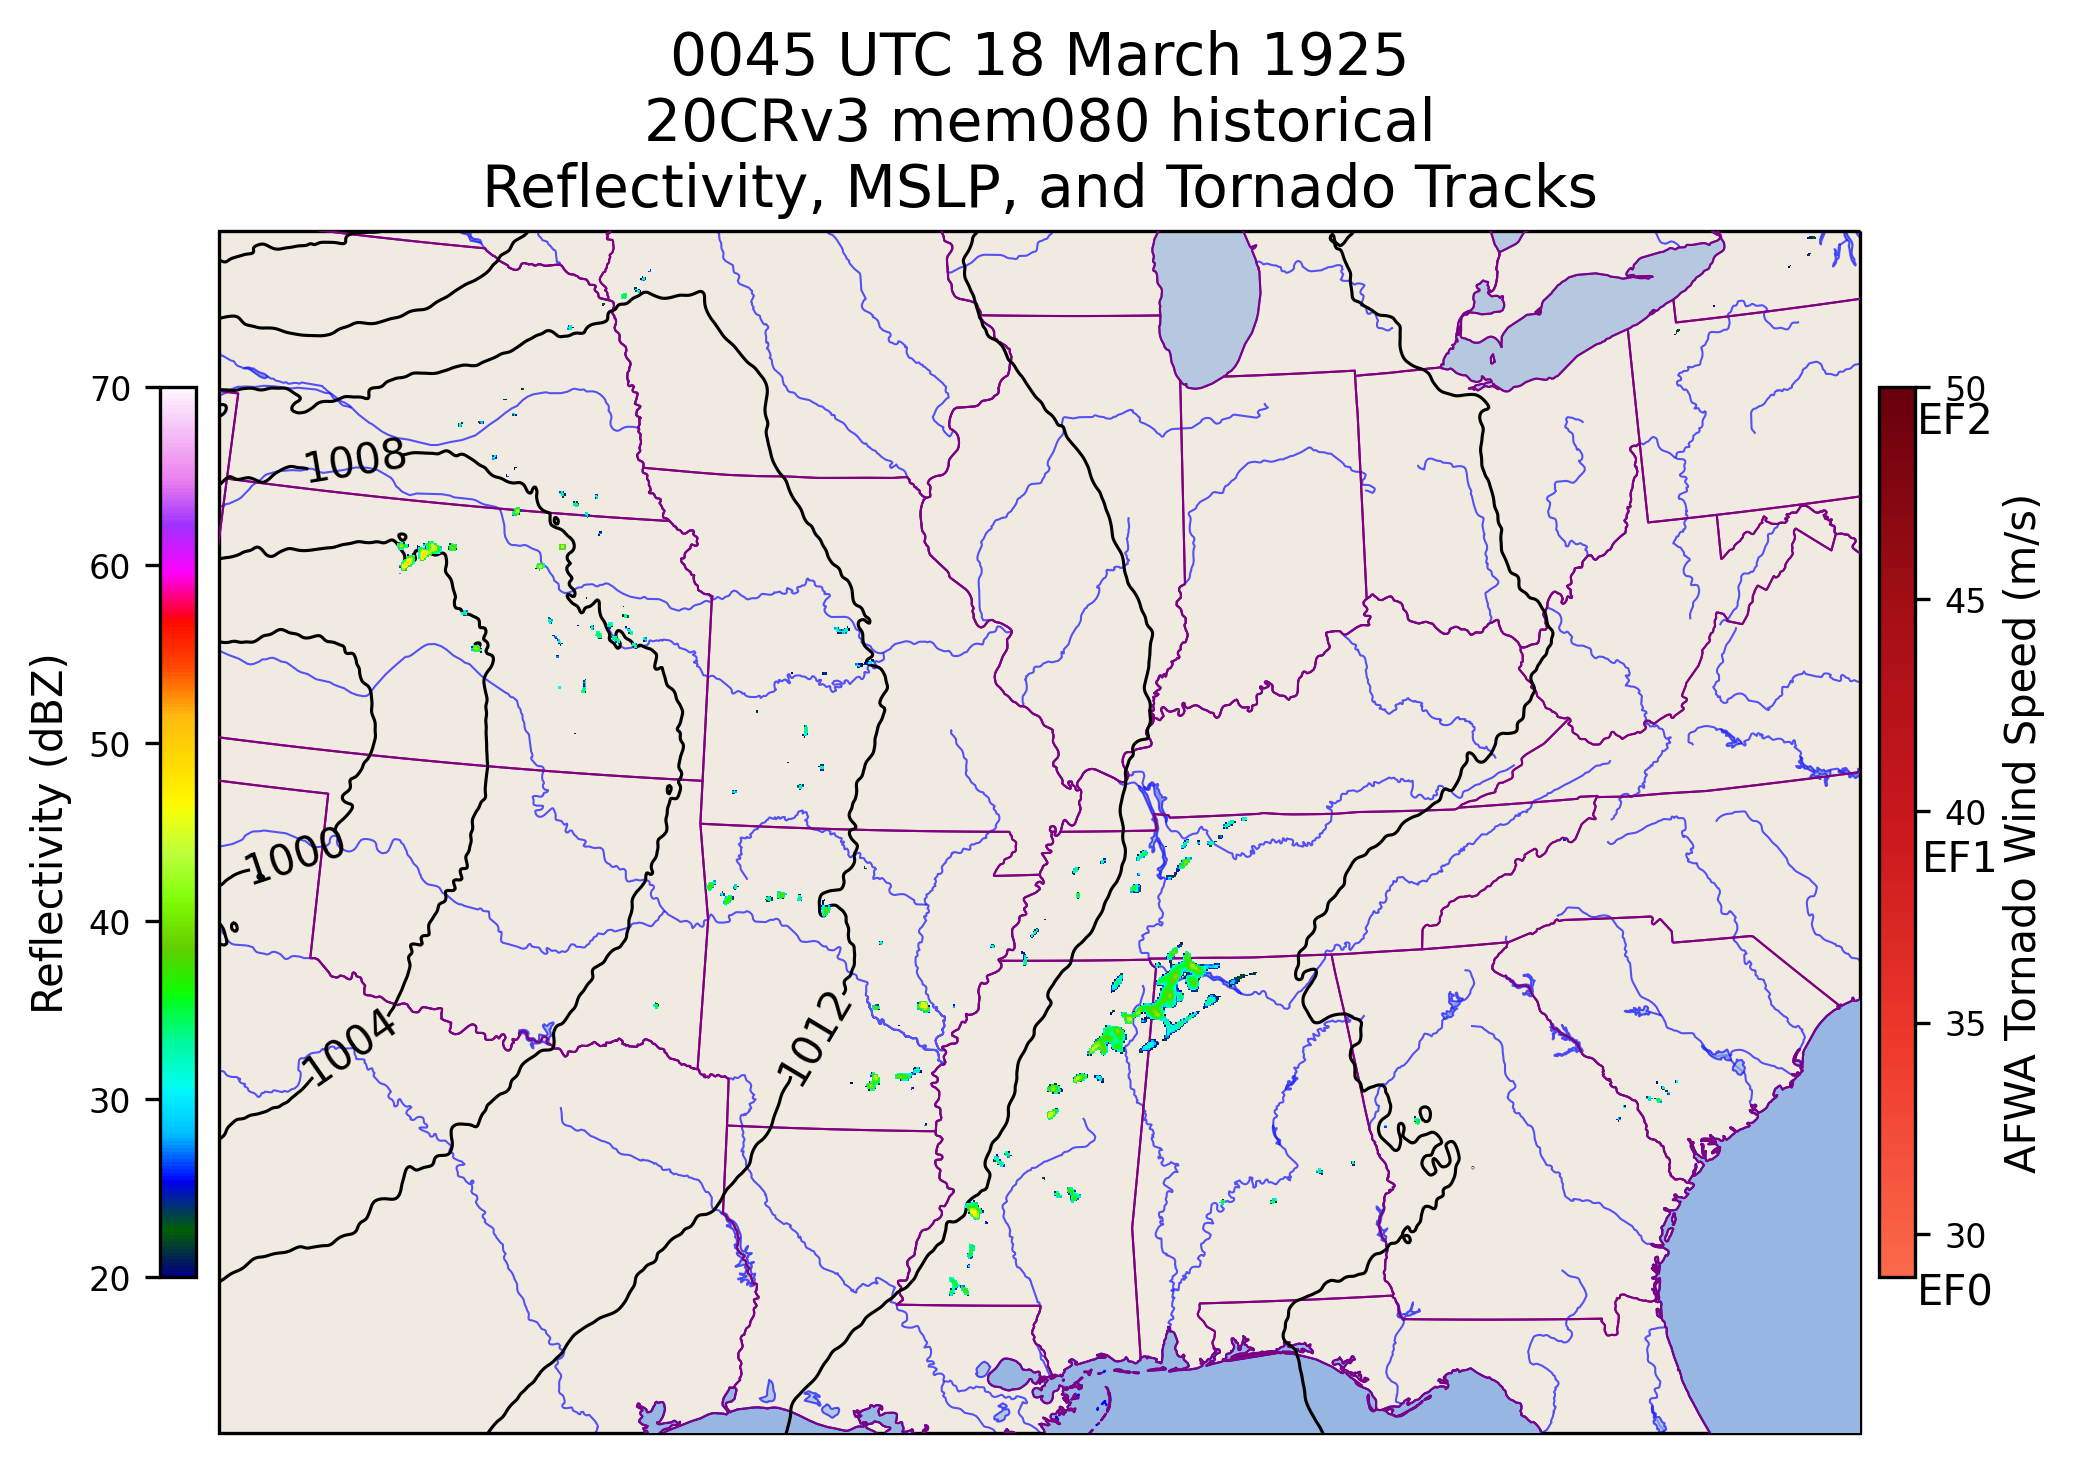 0045 UTC 18 March 1925
20CRv3 mem080 historical
Reflectivity, MSLP, and Tornado Tracks
70
60
50
40
30
20
Reflectivity (dBZ)
1008
1000
1004
1012
50
EF2
45
40
EF1
35
30
EF0
AFWA Tornado Wind Speed (m/s)